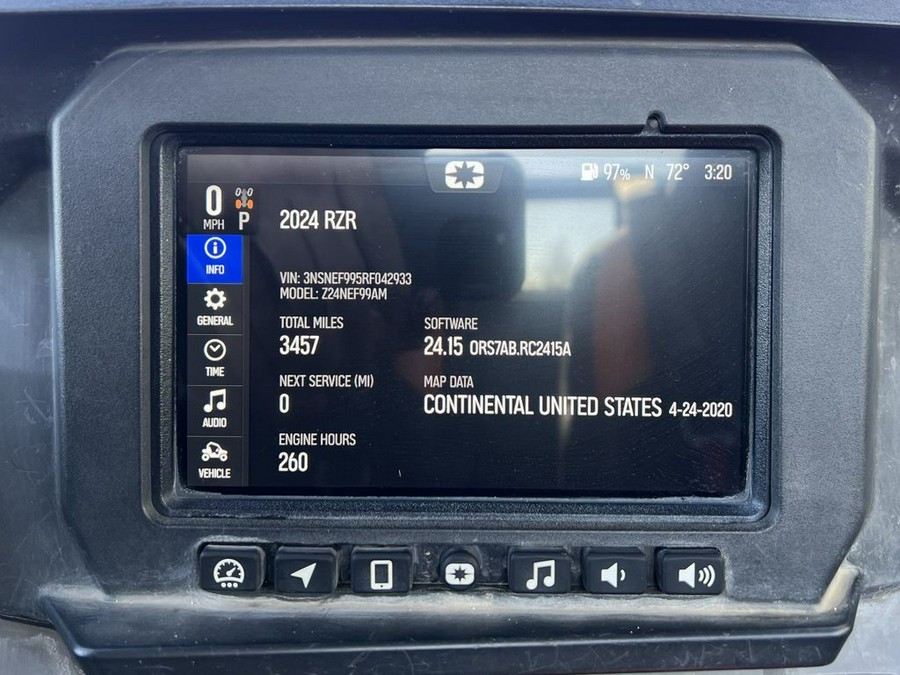 97% N 72° 3:20
0
MPH P
2024 RZR
INFO
VIN: 3NSNEF995RF042933
MODEL: Z24NEF99AM
GENERAL
TOTAL MILES SOFTWARE
3457 24.15 ORS7AB.RC2415A
TIME
NEXT SERVICE (MI) MAP DATA
0 CONTINENTAL UNITED STATES 4-24-2020
AUDIO
ENGINE HOURS
260
VEHICLE